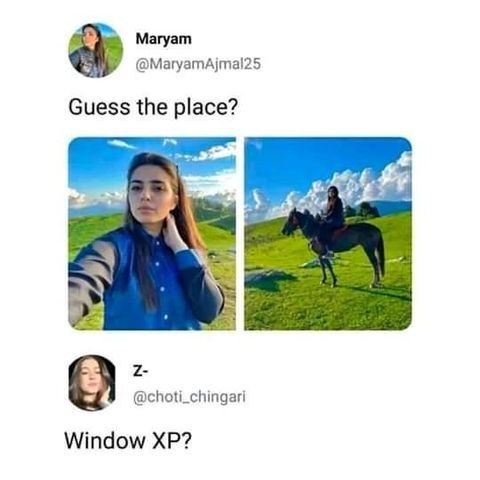 Maryam
@MaryamAjmal25
Guess the place?
Z-
@choti_chingari
Window XP?